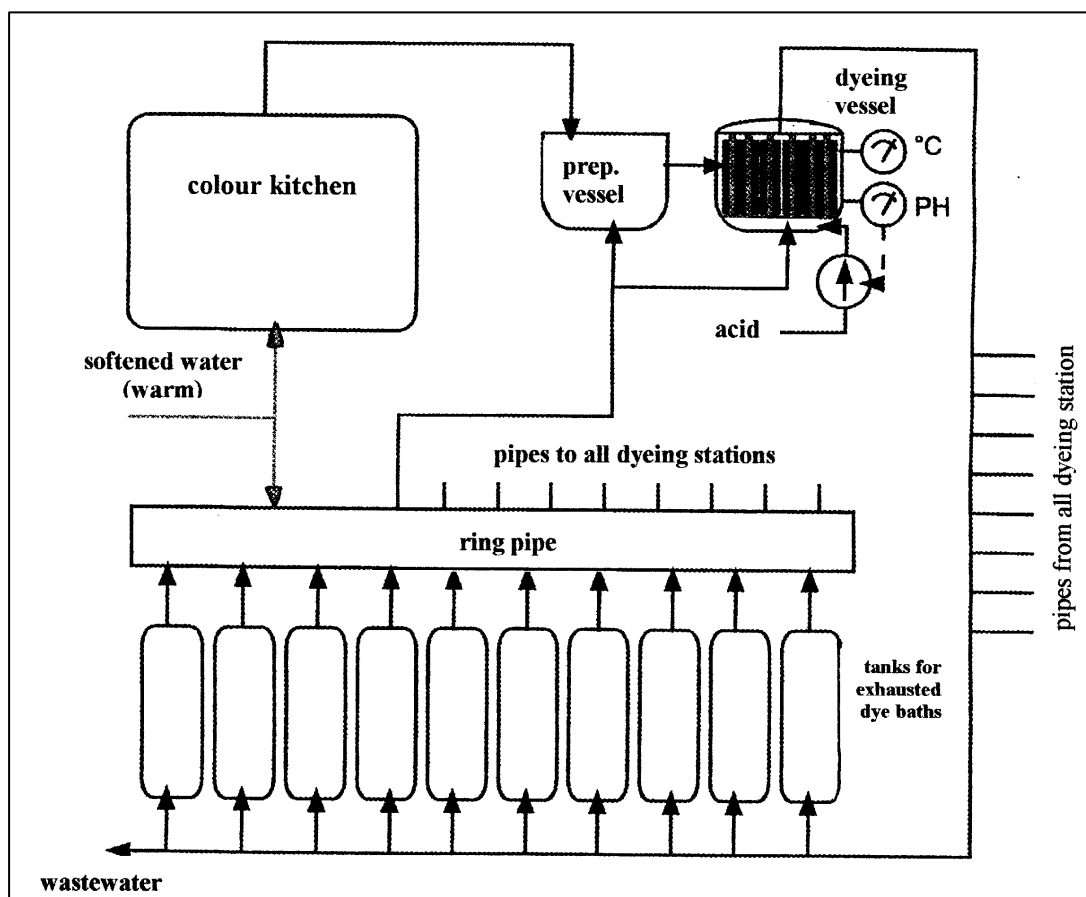 dyeing
vessel
°C
colour kitchen
prep.
vessel
PH
acid
softened water
(warm)
pipes to all dyeing stations
ring pipe
pipes from all dyeing station
tanks for
exhausted
dye baths
wastewater